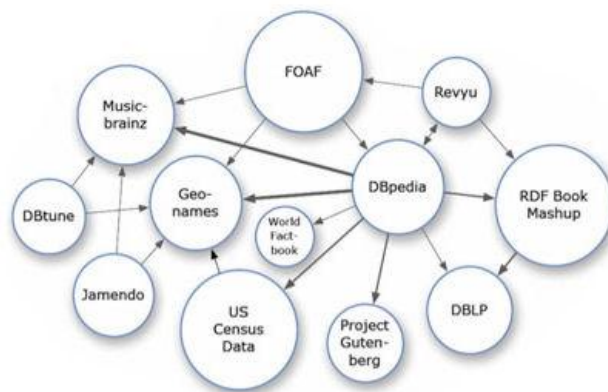 FOAF
Revyu
Music-
brainz
DBpedia
RDF Book
Mashup
Geo-
names
DBtune
World
Fact-
book
Jamendo
US
Census
Data
Project
Guten-
berg
DBLP